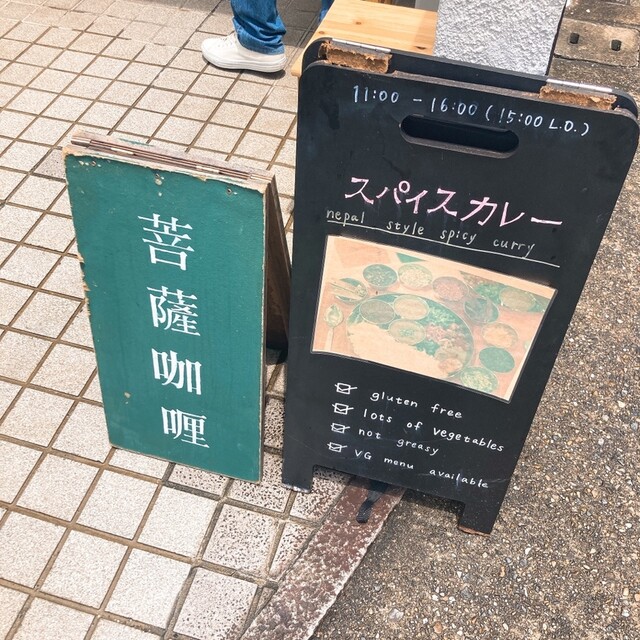 菩薩咖喱
11:00 - 16:00 (15:00 L.O.)
スパイスカレー
nepal style spicy curry
gluten free
lots of vegetables
not greasy
VG menu available